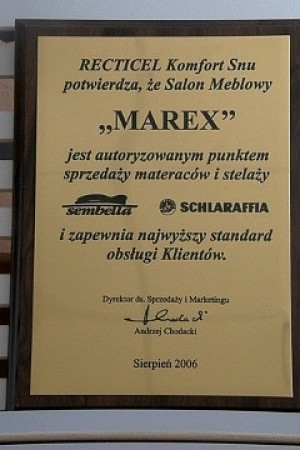 RECTICEL Komfort Snu
potwierdza, że Salon Meblowy
„MAREX”
jest autoryzowanym punktem
sprzedaży materaców i stelaży
sembella SCHLARAFFIA
i zapewnia najwyższy standard
obsługi Klientów.
Dyrektor ds. Sprzedaży i Marketingu
Andrzej Chodacki
Sierpień 2006